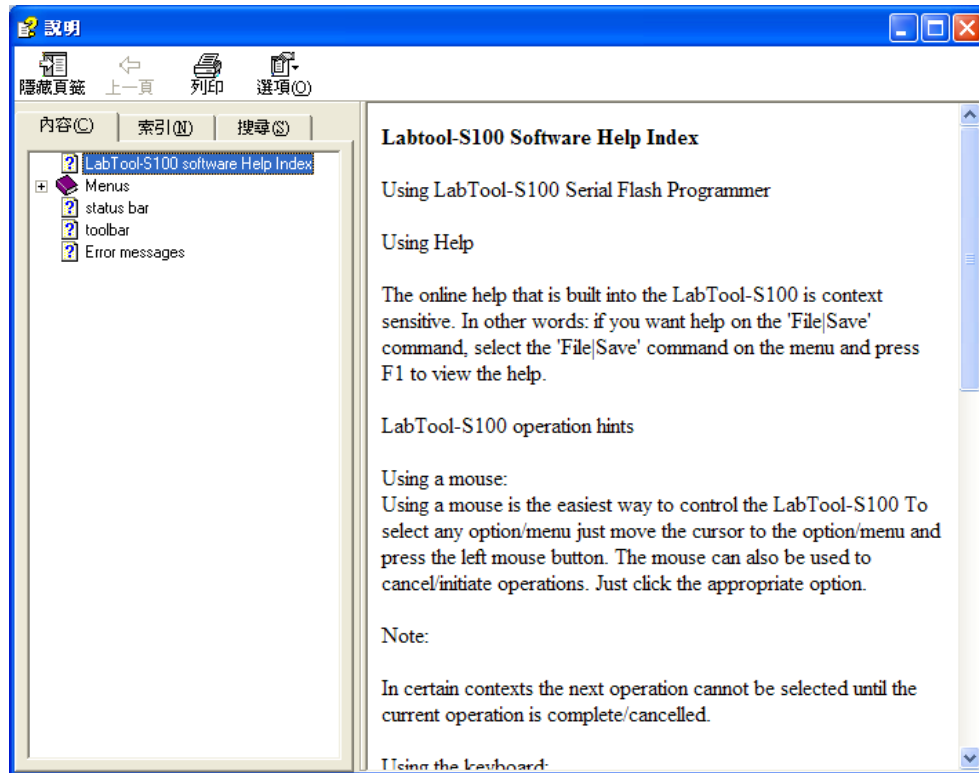 說明
隱藏頁籤 上一頁 列印 選項(O)
內容(C) 索引(N) 搜尋(S)
LabTool-S100 software Help Index
Menus
status bar
toolbar
Error messages
Labtool-S100 Software Help Index
Using LabTool-S100 Serial Flash Programmer
Using Help
The online help that is built into the LabTool-S100 is context
sensitive. In other words: if you want help on the 'File|Save'
command, select the 'File|Save' command on the menu and press
F1 to view the help.
LabTool-S100 operation hints
Using a mouse:
Using a mouse is the easiest way to control the LabTool-S100 To
select any option/menu just move the cursor to the option/menu and
press the left mouse button. The mouse can also be used to
cancel/initiate operations. Just click the appropriate option.
Note:
In certain contexts the next operation cannot be selected until the
current operation is complete/cancelled.
Using the keyboard: